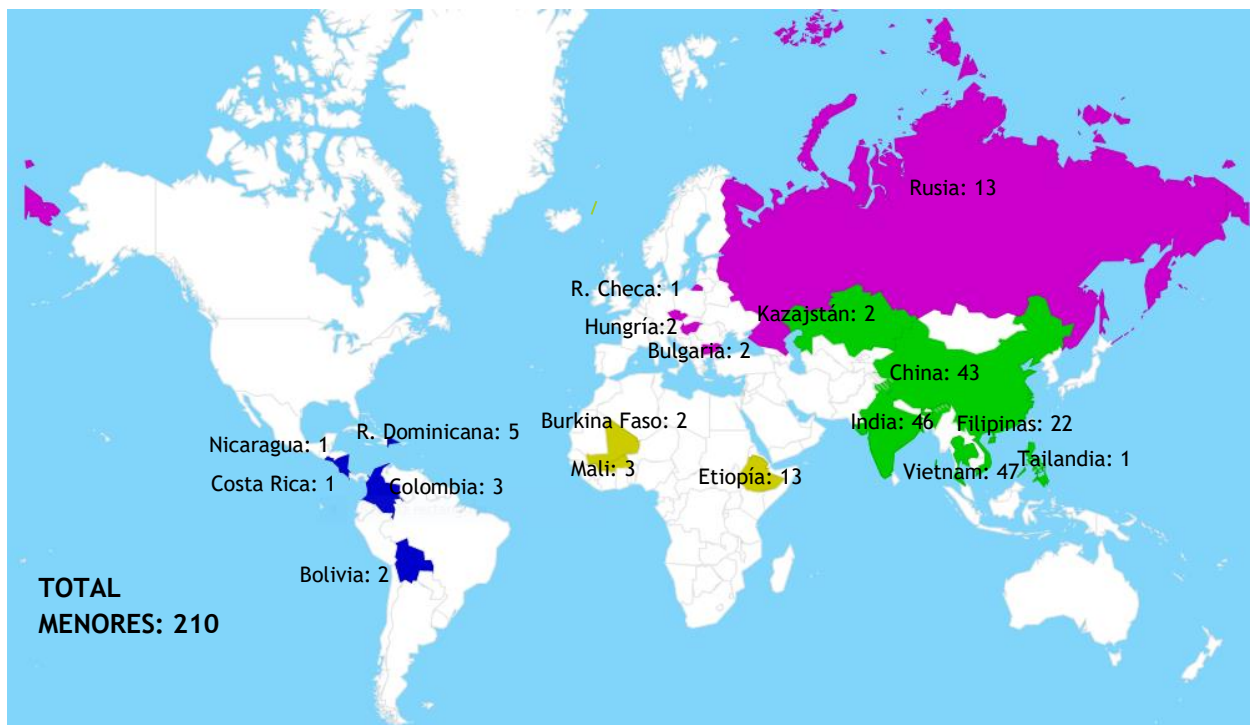 Rusia: 13
R. Checa: 1
Kazajstán: 2
Hungría:2
Bulgaria: 2
China: 43
Burkina Faso: 2
India: 46
Filipinas: 22
R. Dominicana: 5
Nicaragua: 1
Tailandia: 1
Mali: 3
Etiopía: 13
Vietnam: 47
Costa Rica: 1
Colombia: 3
Bolivia: 2
TOTAL
MENORES: 210